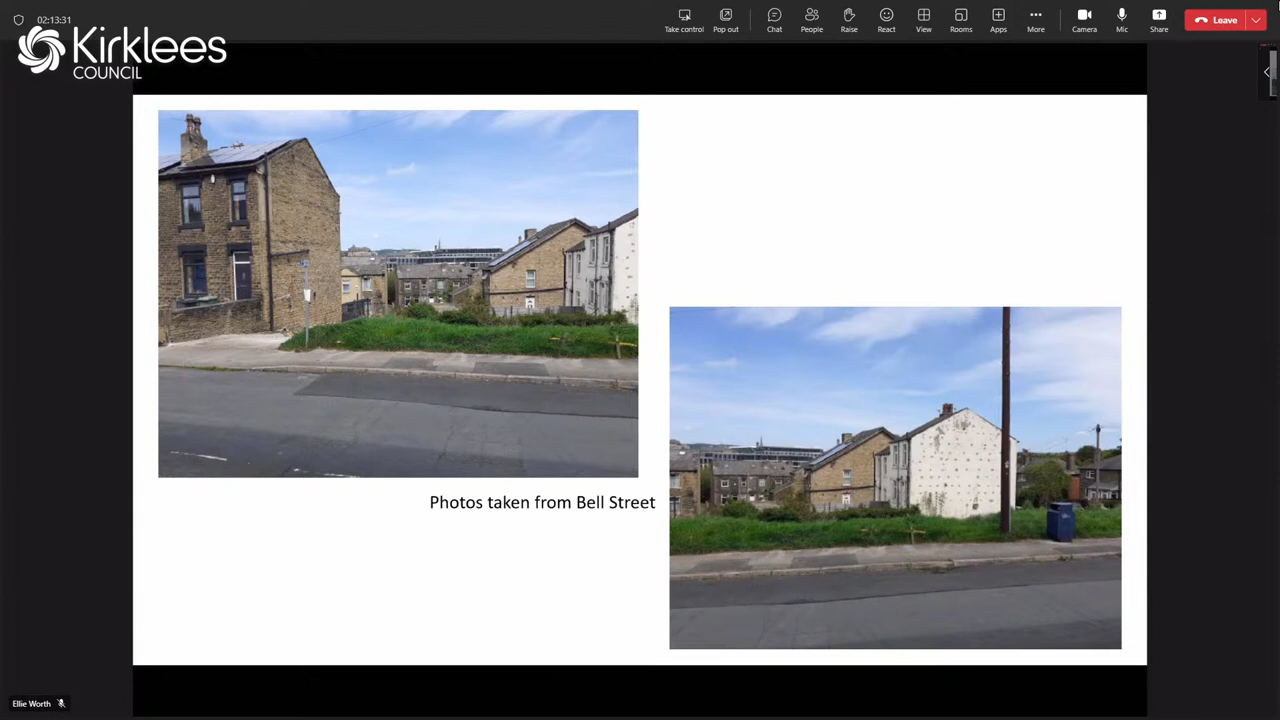 02:13:31
Kirklees
COUNCIL
Take control
Pop out
Chat
People
Raise
React
View
Rooms
Apps
More
Camera
Mic
Share
Leave
Photos taken from Bell Street
Ellie Worth